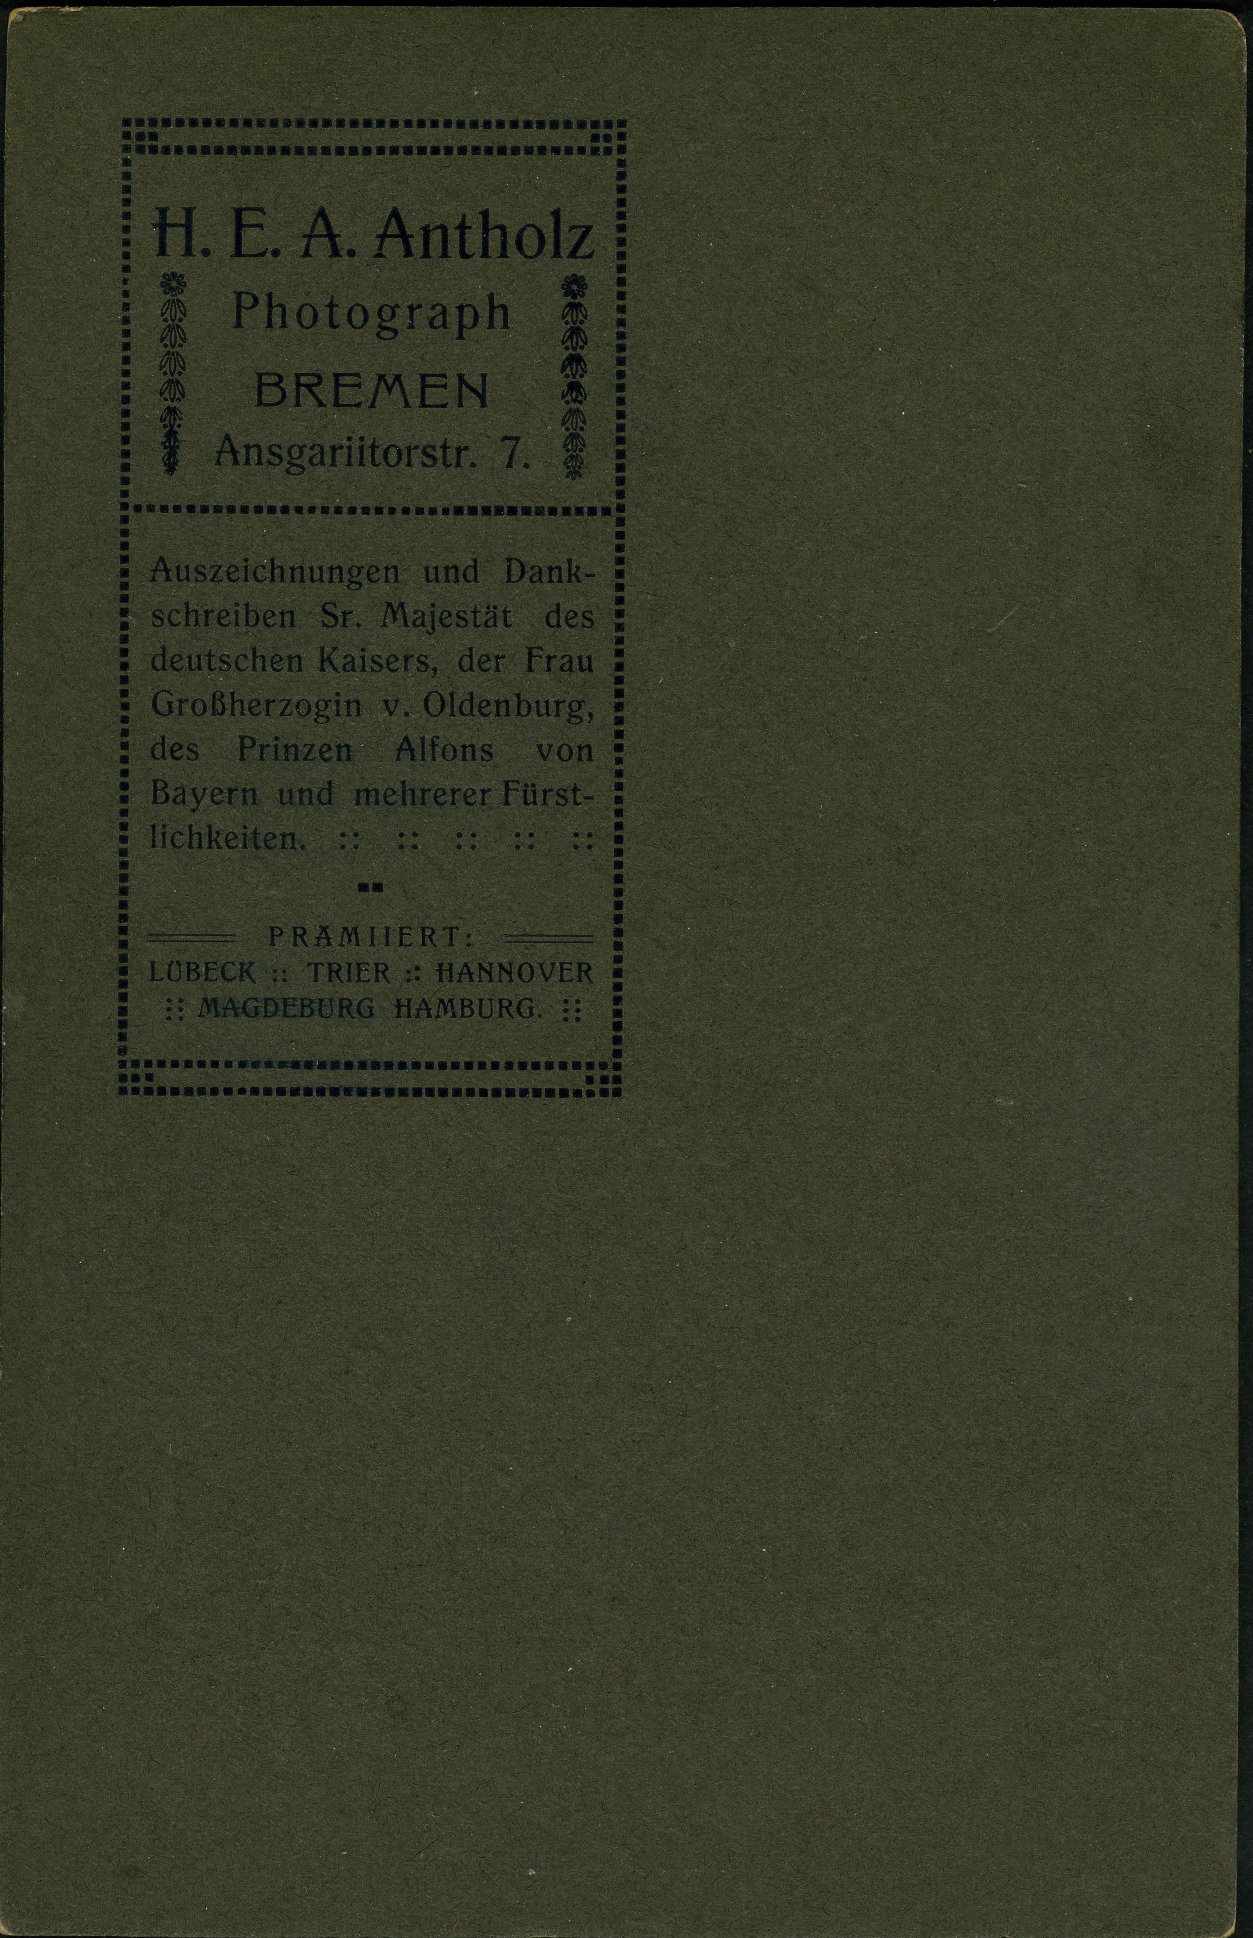 H. E. A. Antholz
Photograph
BREMEN
Ansgariitorstr. 7.
Auszeichnungen und Dank-
schreiben Sr. Majestät des
deutschen Kaisers, der Frau
Großherzogin v. Oldenburg,
des Prinzen Alfons von
Bayern und mehrerer Fürst-
lichkeiten. :: :: :: :: ::
PRÄMIIERT:
LÜBECK :: TRIER :: HANNOVER
:: MAGDEBURG HAMBURG. ::